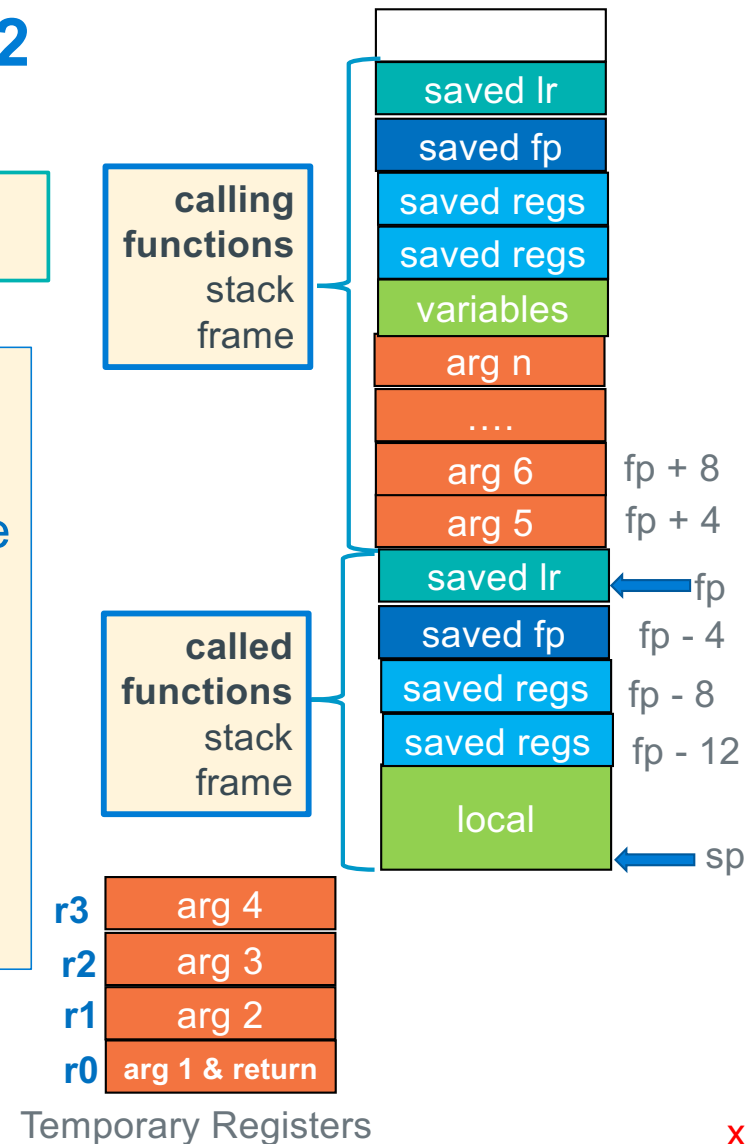 2
saved lr
saved fp
saved regs
saved regs
variables
arg n
....
arg 6
fp + 8
arg 5
fp + 4
saved lr
fp
saved fp
fp - 4
saved regs
fp - 8
saved regs
fp - 12
local
sp
calling
functions
stack
frame
e
called
functions
stack
frame
r3
arg 4
r2
arg 3
r1
arg 2
r0
arg 1 & return
Temporary Registers
x